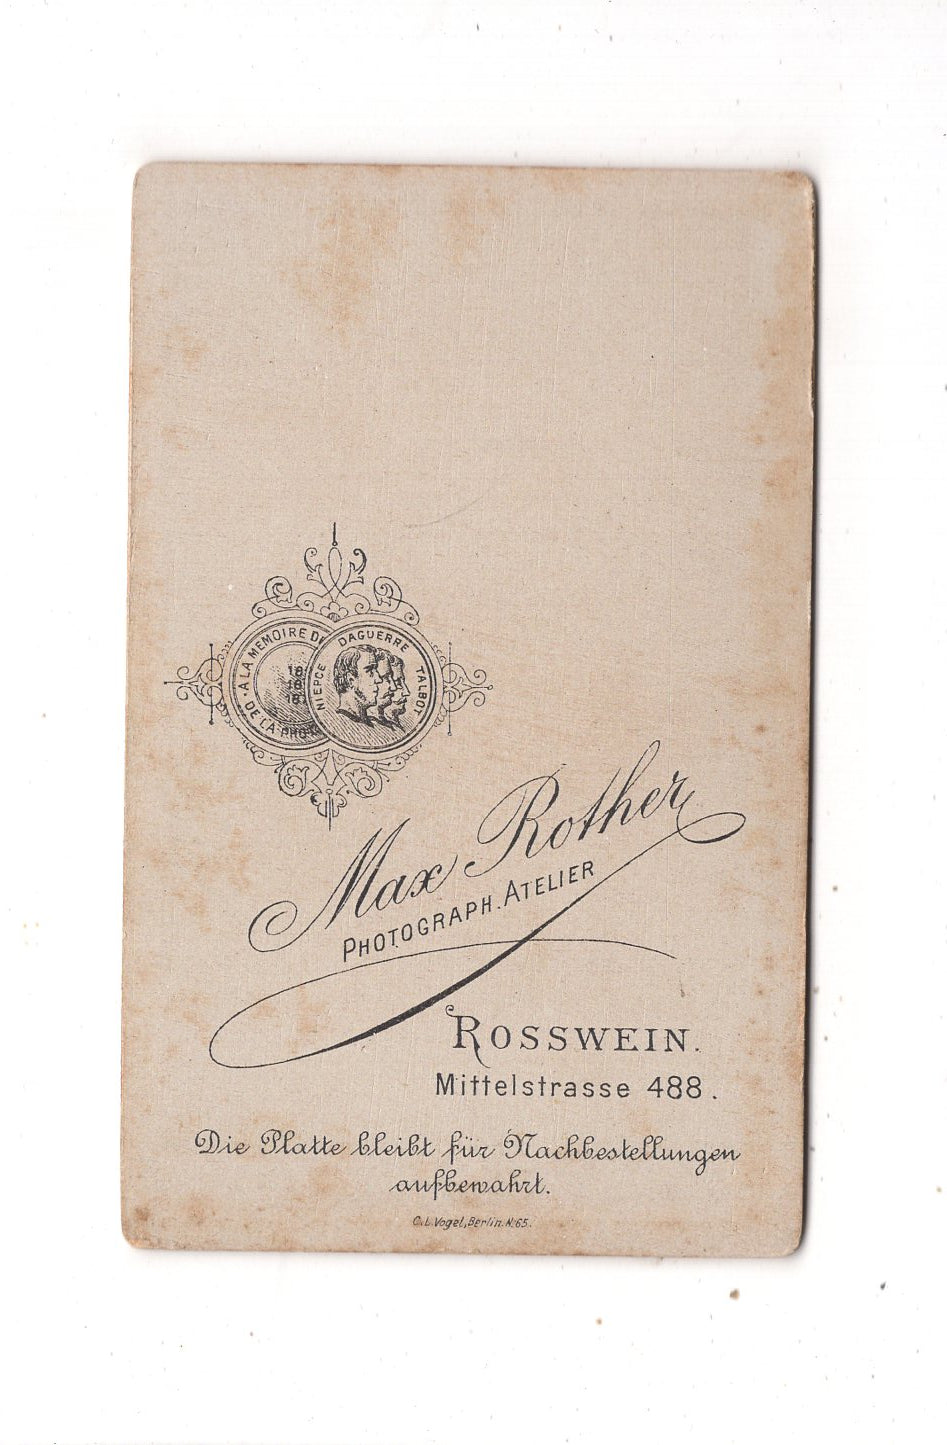 A LA MEMOIRE DE
DE LA PHOT
NIEPCE DAGUERRE TALBOT
Max Rother
PHOTOGRAPH. ATELIER
ROSSWEIN.
Mittelstrasse 488.
Die Platte bleibt für Nachbestellungen
aufbewahrt.
C.L.Vogel, Berlin. N.65.